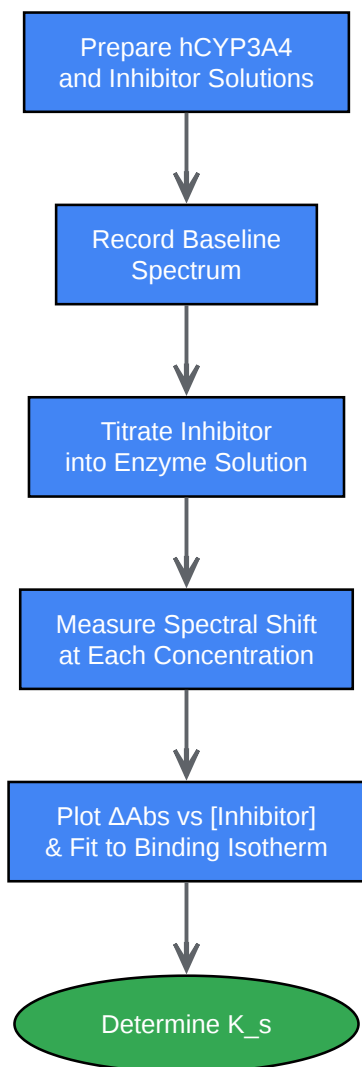 Prepare hCYP3A4
and Inhibitor Solutions
Record Baseline
Spectrum
Titrate Inhibitor
into Enzyme Solution
Measure Spectral Shift
at Each Concentration
Plot ΔAbs vs [Inhibitor]
& Fit to Binding Isotherm
Determine K_s